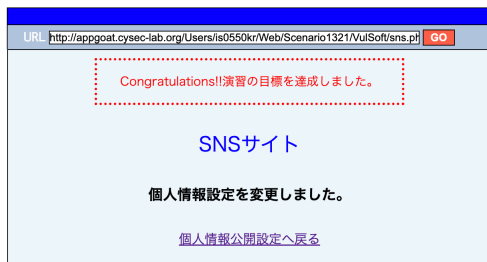 URL http://appgoat.cysec-lab.org/Users/is0550kr/Web/Scenario1321/VulSoft/sns.ph GO
Congratulations!!演習の目標を達成しました。
SNSサイト
個人情報設定を変更しました。
個人情報公開設定へ戻る